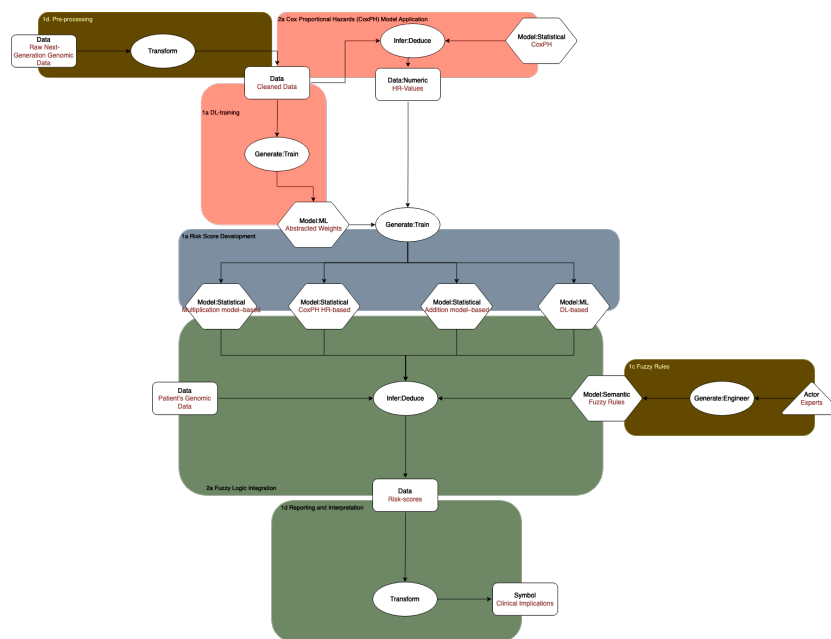 1d. Pre-processing
2a Cox Proportional Hazards (CoxPH) Model Application
Data
Raw Next-
Generation Genomic
Data
Transform
Infer:Deduce
Model:Statistical
CoxPH
Data
Cleaned Data
Data:Numeric
HR-Values
1a DL-training
Generate:Train
Model:ML
Abstracted Weights
Generate:Train
1a Risk Score Development
Model:Statistical
Multiplication model-based
Model:Statistical
CoxPH HR-based
Model:Statistical
Addition model-based
Model:ML
DL-based
1c Fuzzy Rules
Data
Patient's Genomic
Data
Infer:Deduce
Model:Semantic
Fuzzy Rules
Generate:Engineer
Actor
Experts
2a Fuzzy Logic Integration
Data
Risk-scores
1d Reporting and Interpretation
Transform
Symbol
Clinical Implications